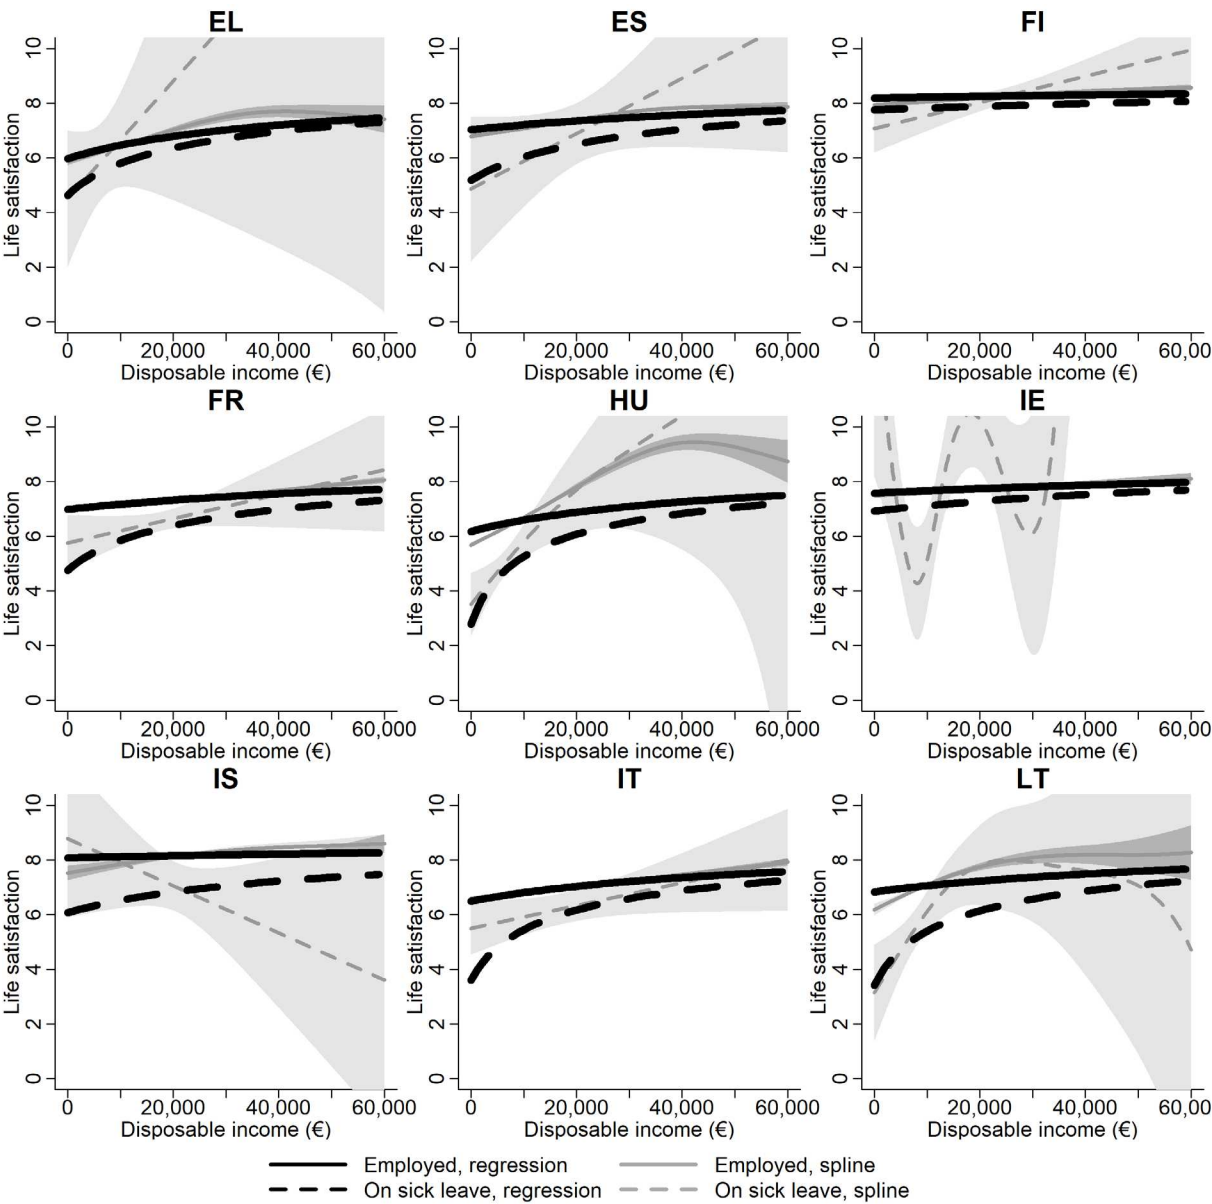 EL ES FI
10 10 10
8 8 8
6 6 6
4 4 4
2 2 2
0 0 0
Life satisfaction Life satisfaction Life satisfaction
0 20,000 40,000 60,000 0 20,000 40,000 60,000 0 20,000 40,000 60,00
Disposable income (€) Disposable income (€) Disposable income (€)
FR HU IE
10 10 10
8 8 8
6 6 6
4 4 4
2 2 2
0 0 0
Life satisfaction Life satisfaction Life satisfaction
0 20,000 40,000 60,000 0 20,000 40,000 60,000 0 20,000 40,000 60,00
Disposable income (€) Disposable income (€) Disposable income (€)
IS IT LT
10 10 10
8 8 8
6 6 6
4 4 4
2 2 2
0 0 0
Life satisfaction Life satisfaction Life satisfaction
0 20,000 40,000 60,000 0 20,000 40,000 60,000 0 20,000 40,000 60,00
Disposable income (€) Disposable income (€) Disposable income (€)
Employed, regression Employed, spline
On sick leave, regression On sick leave, spline